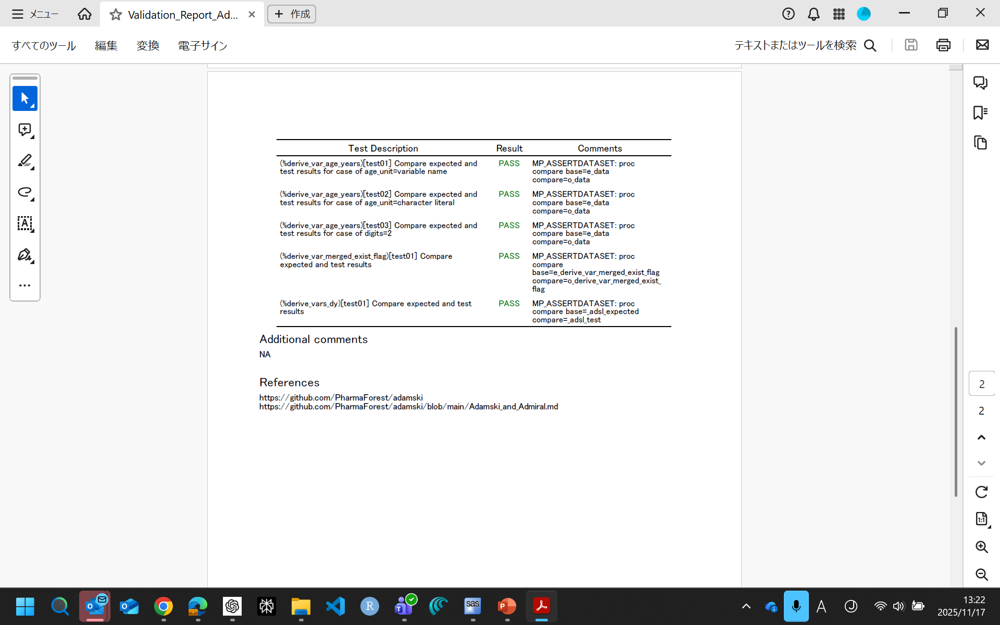 メニュー
Validation_Report_Ad...
作成
すべてのツール
編集
変換
電子サイン
テキストまたはツールを検索
Test Description Result Comments
(%derive_var_age_years)[test01] Compare expected and
test results for case of age_unit=variable name
PASS
MP_ASSERTDATASET: proc
compare base=e_data
compare=o_data
(%derive_var_age_years)[test02] Compare expected and
test results for case of age_unit=character literal
PASS
MP_ASSERTDATASET: proc
compare base=e_data
compare=o_data
(%derive_var_age_years)[test03] Compare expected and
test results for case of digits=2
PASS
MP_ASSERTDATASET: proc
compare base=e_data
compare=o_data
(%derive_var_merged_exist_flag)[test01] Compare
expected and test results
PASS
MP_ASSERTDATASET: proc
compare
base=e_derive_var_merged_exist_flag
compare=o_derive_var_merged_exist_
flag
(%derive_vars_dy)[test01] Compare expected and test
results
PASS
MP_ASSERTDATASET: proc
compare base=_adsl_expected
compare=_adsl_test
Additional comments
NA
References
https://github.com/PharmaForest/adamski
https://github.com/PharmaForest/adamski/blob/main/Adamski_and_Admiral.md
2
2
1:1
sas
A
J
13:22
2025/11/17